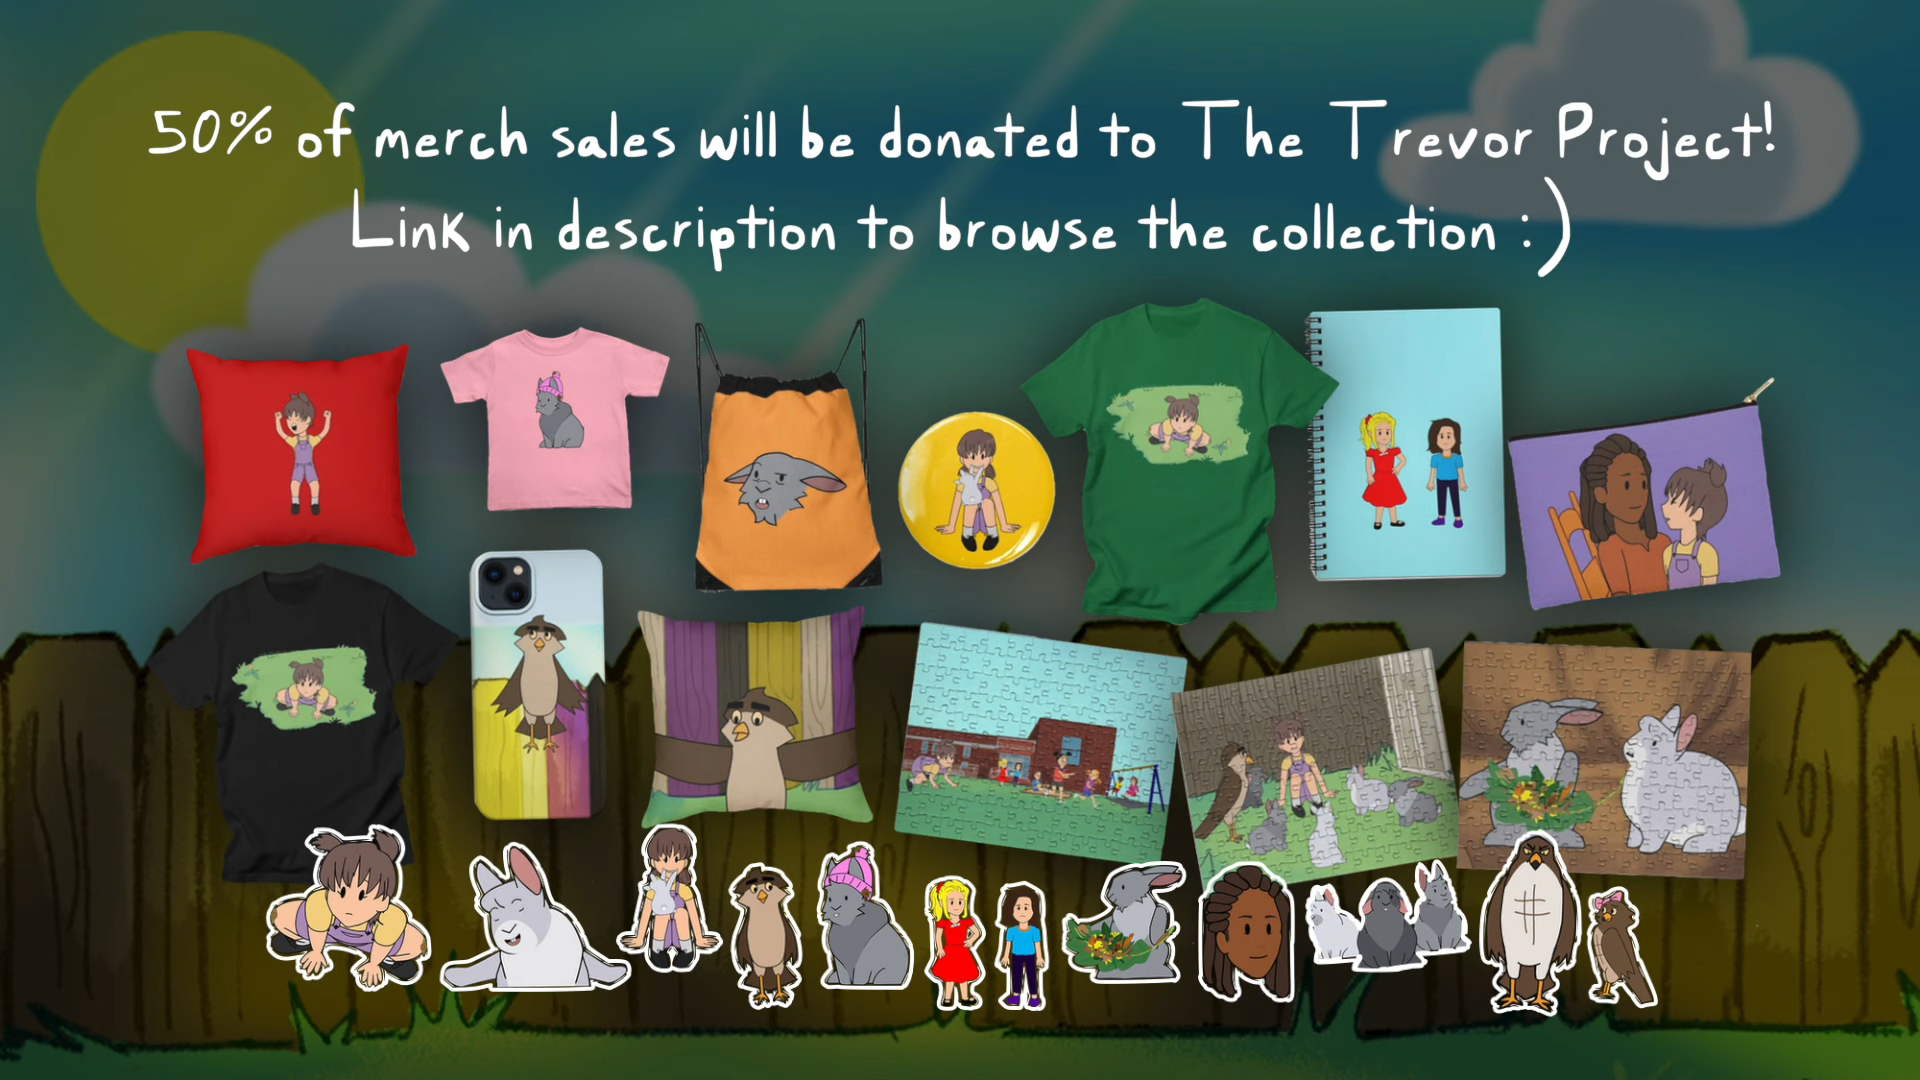 50% of merch sales will be donated to The Trevor Project!
Link in description to browse the collection :)